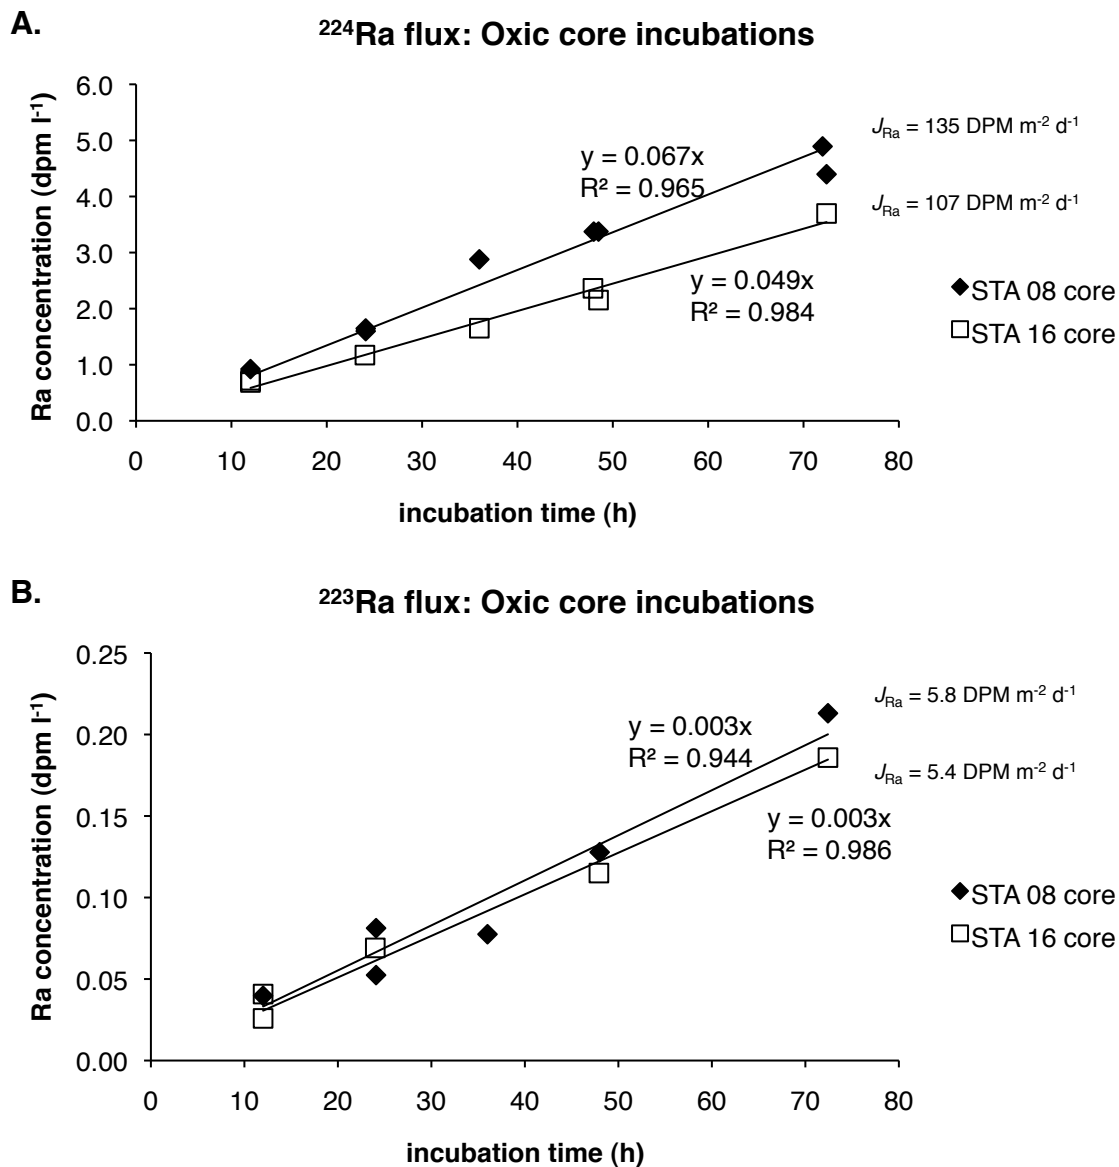 A.
²²⁴Ra flux: Oxic core incubations
Ra concentration (dpm l⁻¹)
6.0
5.0
4.0
3.0
2.0
1.0
0.0
y = 0.067x
R² = 0.965
y = 0.049x
R² = 0.984
J_Ra = 135 DPM m⁻² d⁻¹
J_Ra = 107 DPM m⁻² d⁻¹
STA 08 core
STA 16 core
0 10 20 30 40 50 60 70 80
incubation time (h)
B.
²²³Ra flux: Oxic core incubations
Ra concentration (dpm l⁻¹)
0.25
0.20
0.15
0.10
0.05
0.00
y = 0.003x
R² = 0.944
y = 0.003x
R² = 0.986
J_Ra = 5.8 DPM m⁻² d⁻¹
J_Ra = 5.4 DPM m⁻² d⁻¹
STA 08 core
STA 16 core
0 10 20 30 40 50 60 70 80
incubation time (h)